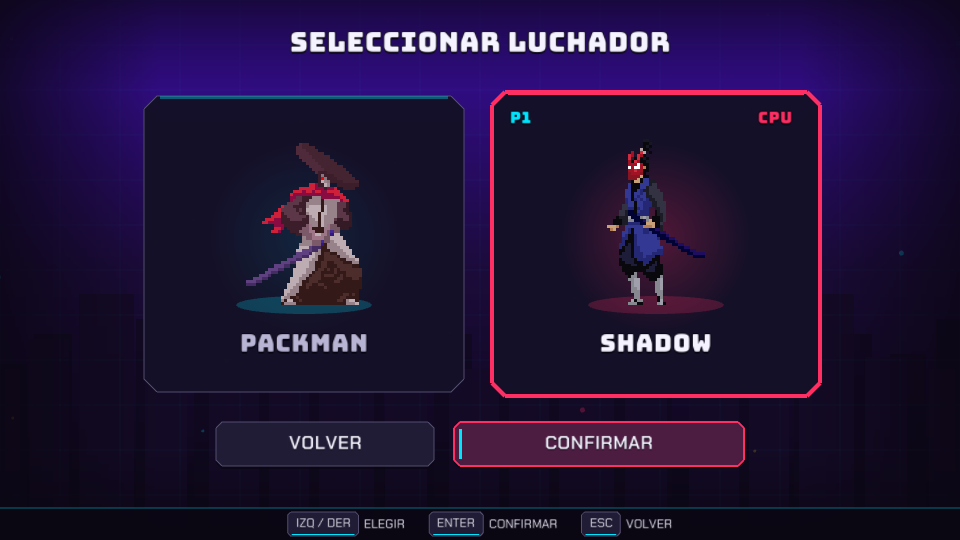 SELECCIONAR LUCHADOR
P1 CPU
PACKMAN SHADOW
VOLVER CONFIRMAR
IZQ / DER ELEGIR ENTER CONFIRMAR ESC VOLVER